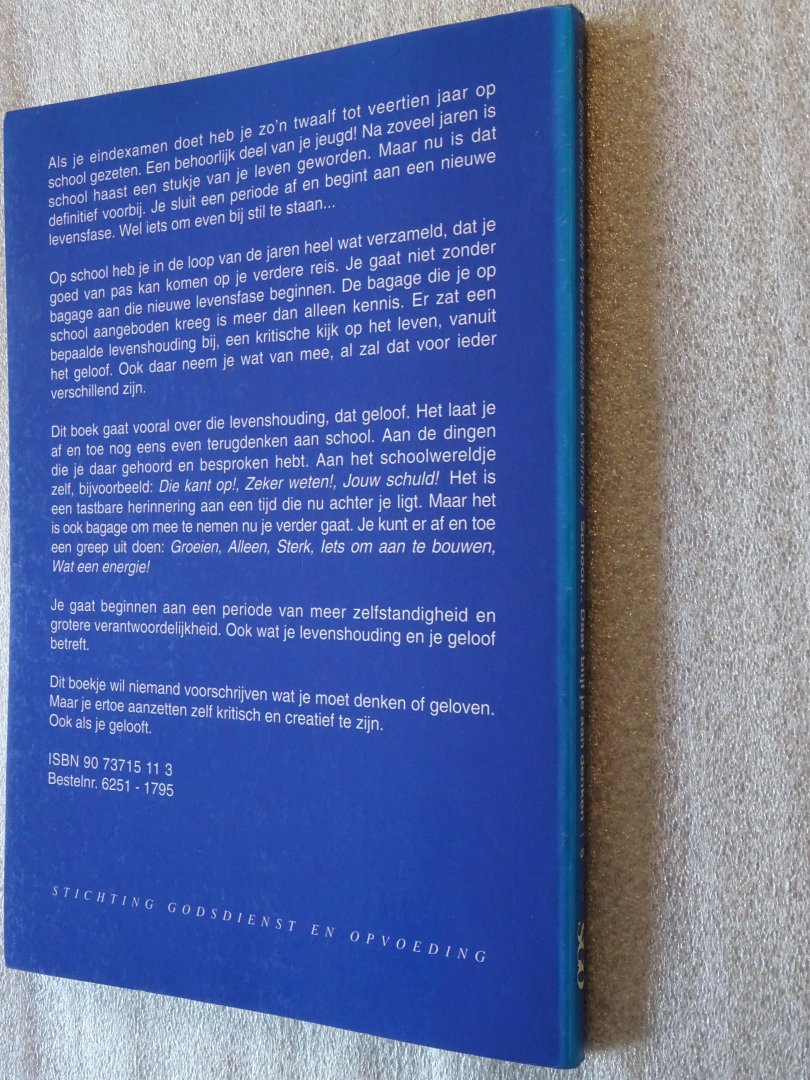 Als je eindexamen doet heb je zo'n twaalf tot veertien jaar op
school gezeten. Een behoorlijk deel van je jeugd! Na zoveel jaren is
school haast een stukje van je leven geworden. Maar nu is dat
definitief voorbij. Je sluit een periode af en begint aan een nieuwe
levensfase. Wel iets om even bij stil te staan...
Op school heb je in de loop van de jaren heel wat verzameld, dat je
goed van pas kan komen op je verdere reis. Je gaat niet zonder
bagage aan die nieuwe levensfase beginnen. De bagage die je op
school aangeboden kreeg is meer dan alleen kennis. Er zat een
bepaalde levenshouding bij, een kritische kijk op het leven, vanuit
het geloof. Ook daar neem je wat van mee, al zal dat voor ieder
verschillend zijn.
Dit boek gaat vooral over die levenshouding, dat geloof. Het laat je
af en toe nog eens even terugdenken aan school. Aan de dingen
die je daar gehoord en besproken hebt. Aan het schoolwereldje
zelf, bijvoorbeeld: Die kant op!, Zeker weten!, Jouw schuld! Het is
een tastbare herinnering aan een tijd die nu achter je ligt. Maar het
is ook bagage om mee te nemen nu je verder gaat. Je kunt er af en toe
een greep uit doen: Groeien, Alleen, Sterk, Iets om aan te bouwen,
Wat een energie!
Je gaat beginnen aan een periode van meer zelfstandigheid en
grotere verantwoordelijkheid. Ook wat je levenshouding en je geloof
betreft.
Dit boekje wil niemand voorschrijven wat je moet denken of geloven.
Maar je ertoe aanzetten zelf kritisch en creatief te zijn.
Ook als je gelooft.
ISBN 90 73715 11 3
Bestelnr. 6251 - 1795
STICHTING GODSDIENST EN OPVOEDING
School Daar blijf je aan denken